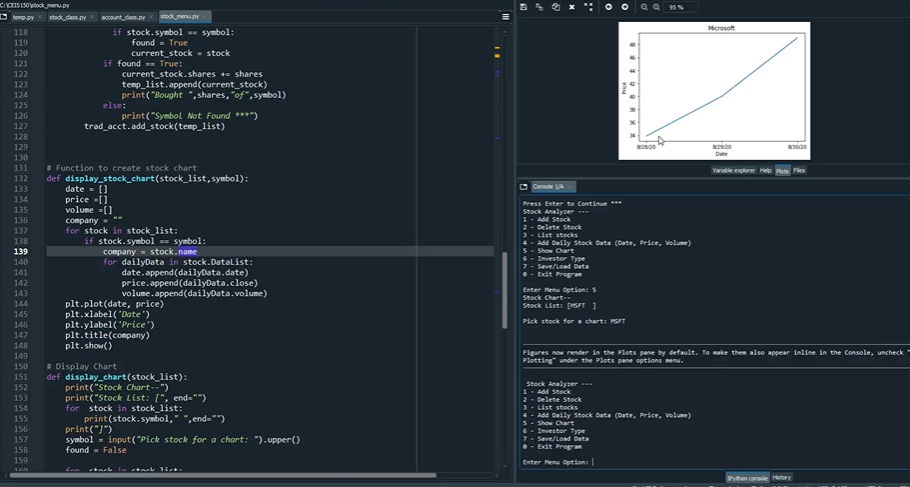 C:\CEIS150\stock_menu.py
temp.py
stock_class.py
account_class.py
stock_menu.py
118 if stock.symbol == symbol:
119 found = True
120 current_stock = stock
121 if found == True:
122 current_stock.shares += shares
123 temp_list.append(current_stock)
124 print("Bought ",shares,"of",symbol)
125 else:
126 print("Symbol Not Found ***")
127 trad_acct.add_stock(temp_list)
128
129
130
131 # Function to create stock chart
132 def display_stock_chart(stock_list,symbol):
133 date = []
134 price =[]
135 volume =[]
136 company = ""
137 for stock in stock_list:
138 if stock.symbol == symbol:
139 company = stock.name
140 for dailyData in stock.DataList:
141 date.append(dailyData.date)
142 price.append(dailyData.close)
143 volume.append(dailyData.volume)
144 plt.plot(date, price)
145 plt.xlabel('Date')
146 plt.ylabel('Price')
147 plt.title(company)
148 plt.show()
149
150 # Display Chart
151 def display_chart(stock_list):
152 print("Stock Chart--")
153 print("Stock List: [", end="")
154 for stock in stock_list:
155 print(stock.symbol," ",end="")
156 print("]")
157 symbol = input("Pick stock for a chart: ").upper()
158 found = False
159
160 for stock in stock_list:
95 %
Microsoft
48
46
44
42
40
38
36
34
Price
8/28/20 8/29/20 8/30/20
Date
Variable explorer Help Plots Files
Console 1/A
Press Enter to Continue ***
Stock Analyzer ---
1 - Add Stock
2 - Delete Stock
3 - List stocks
4 - Add Daily Stock Data (Date, Price, Volume)
5 - Show Chart
6 - Investor Type
7 - Save/Load Data
0 - Exit Program
Enter Menu Option: 5
Stock Chart--
Stock List: [MSFT  ]
Pick stock for a chart: MSFT
Figures now render in the Plots pane by default. To make them also appear inline in the Console, uncheck "
Plotting" under the Plots pane options menu.
Stock Analyzer ---
1 - Add Stock
2 - Delete Stock
3 - List stocks
4 - Add Daily Stock Data (Date, Price, Volume)
5 - Show Chart
6 - Investor Type
7 - Save/Load Data
0 - Exit Program
Enter Menu Option:
IPython console History